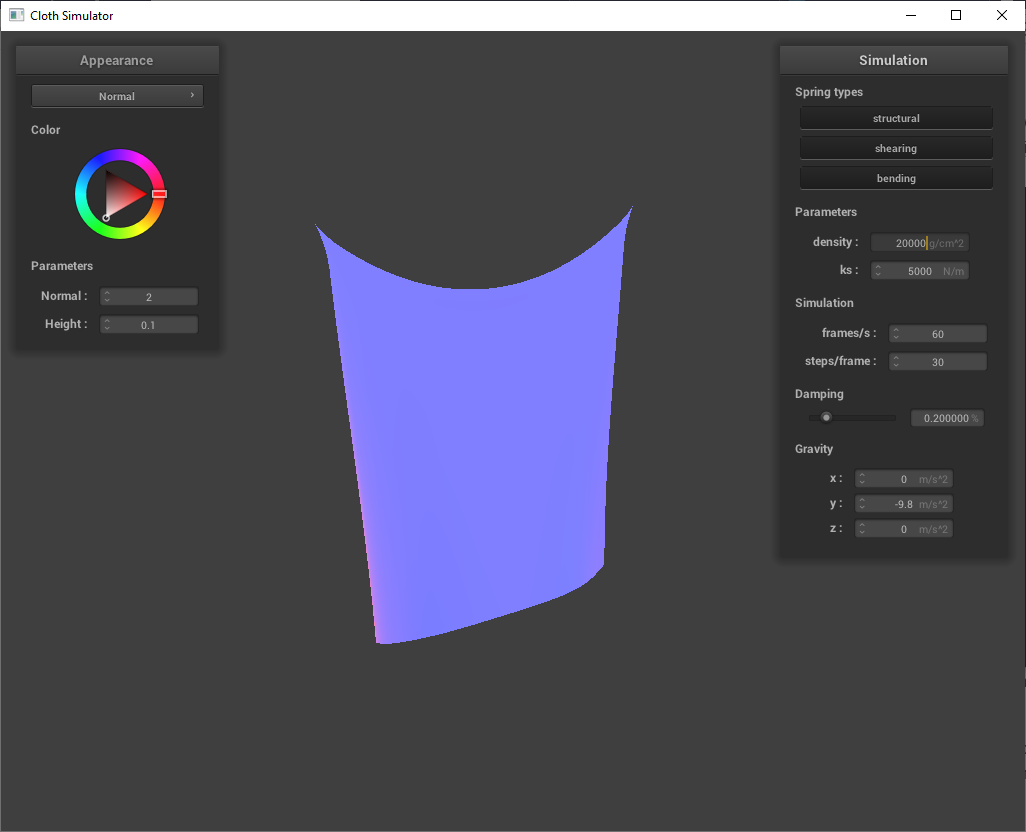 Cloth Simulator
Appearance
Normal
Color
Parameters
Normal : 2
Height : 0.1
Simulation
Spring types
structural
shearing
bending
Parameters
density : 20000 g/cm^2
ks : 5000 N/m
Simulation
frames/s : 60
steps/frame : 30
Damping
0.200000 %
Gravity
x : 0 m/s^2
y : -9.8 m/s^2
z : 0 m/s^2